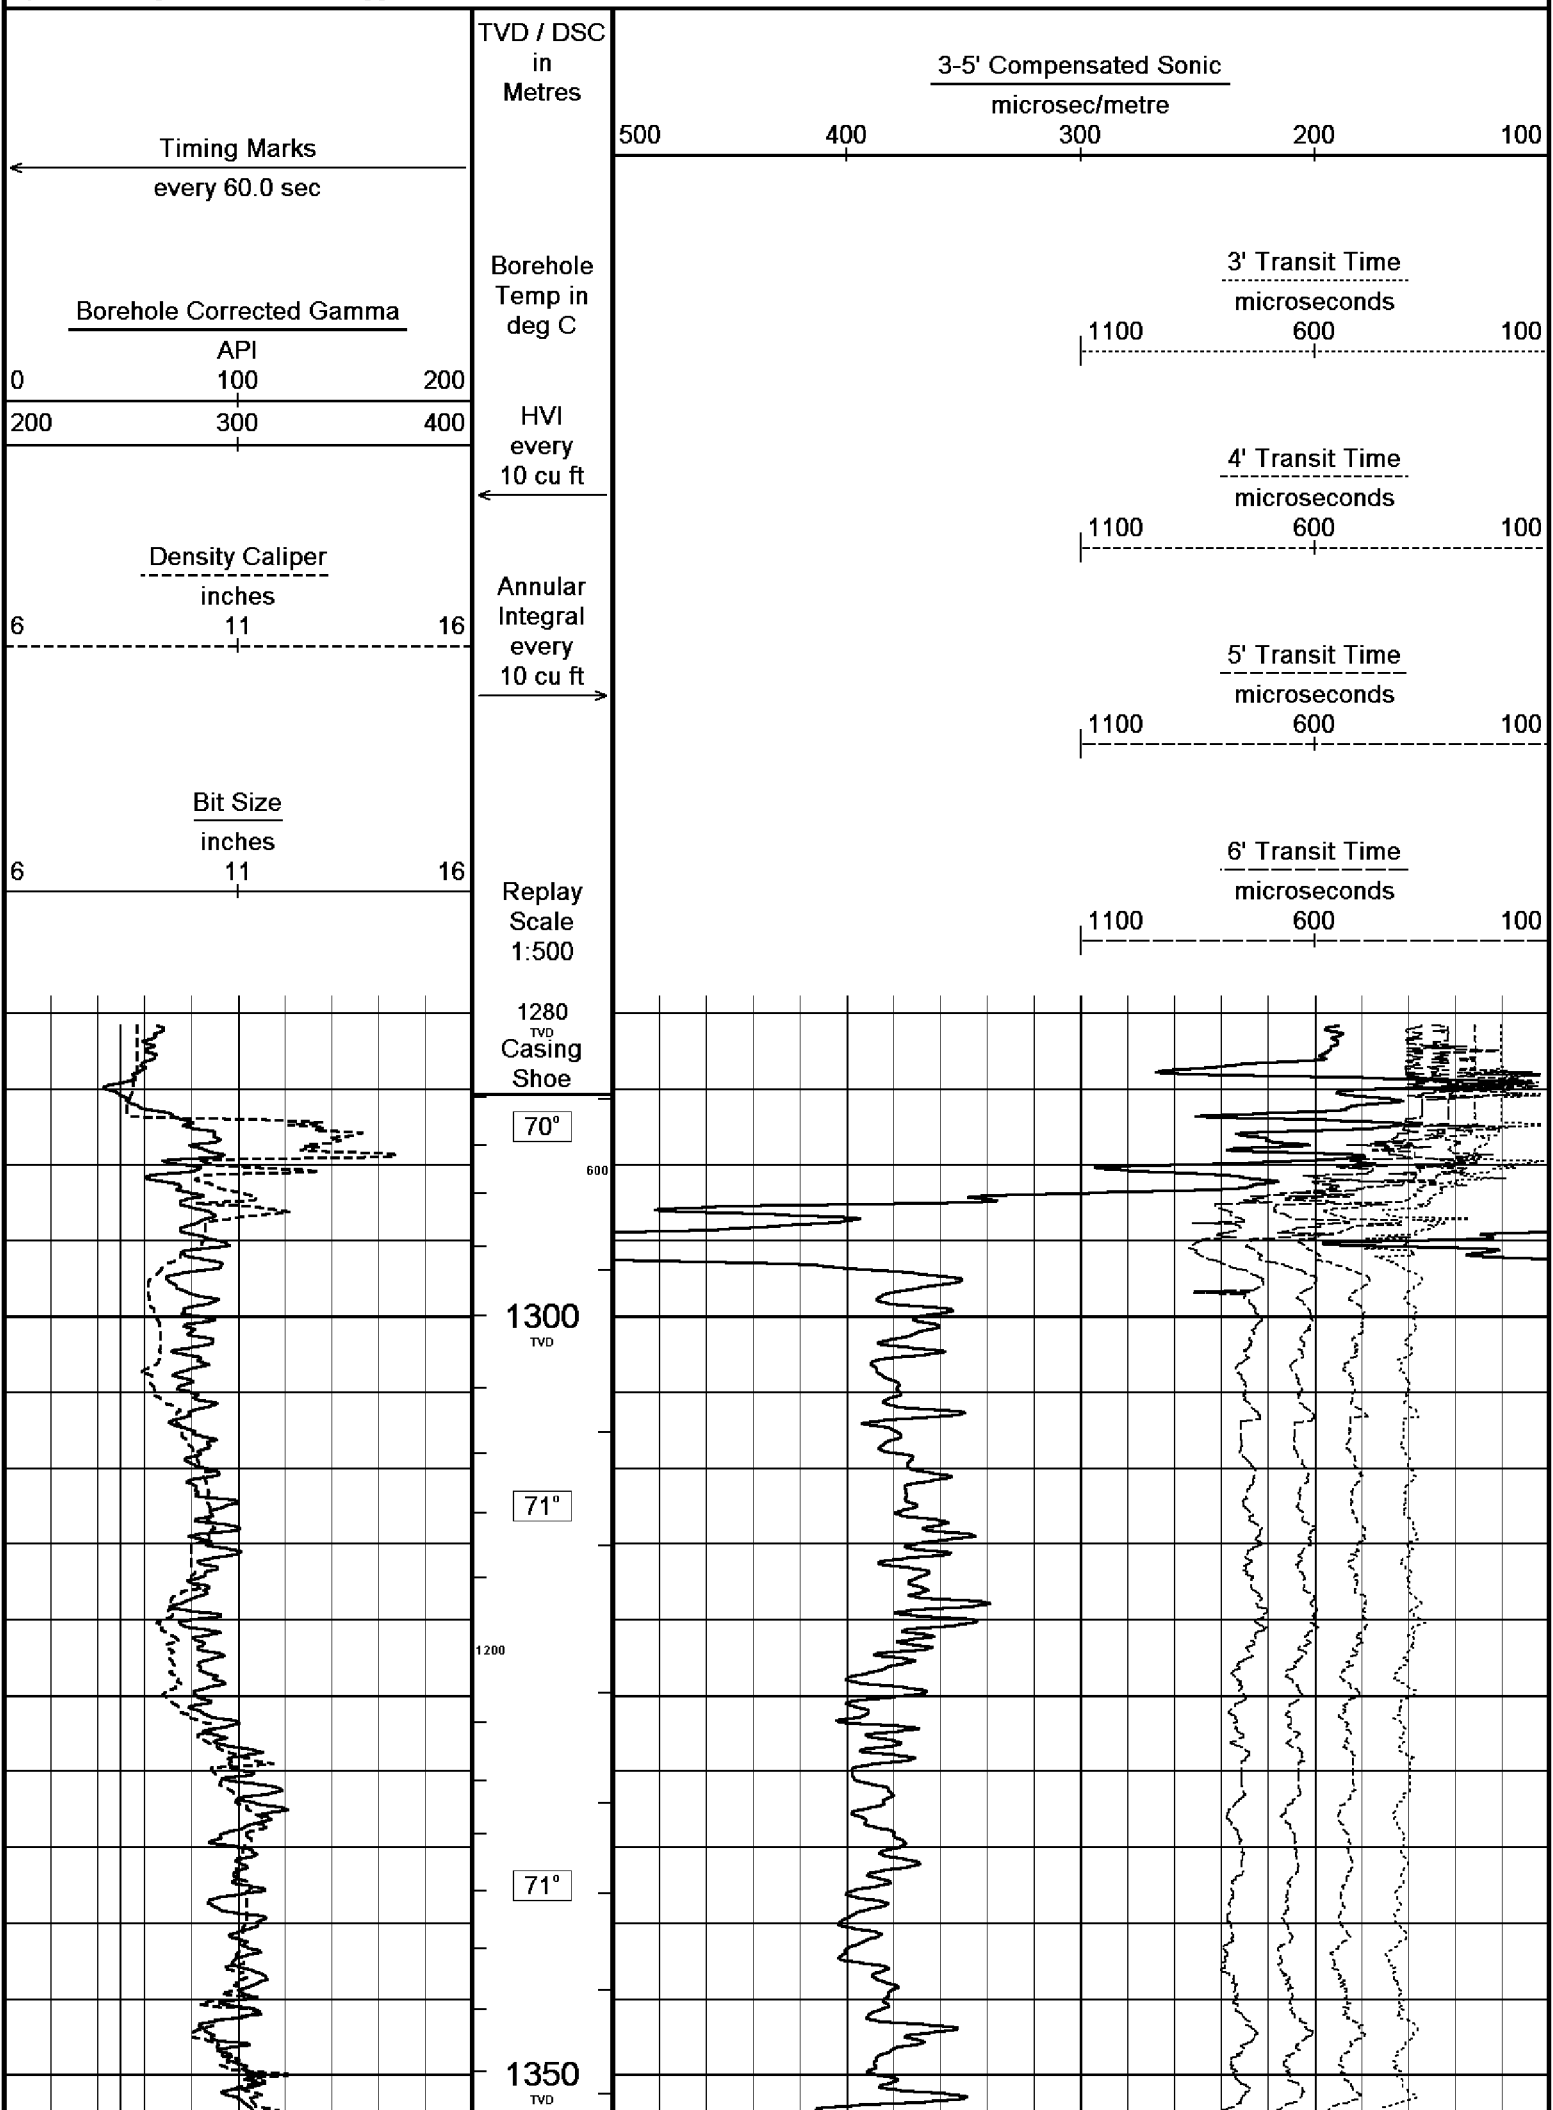 Timing Marks
every 60.0 sec
Borehole Corrected Gamma
API
0 100 200
200 300 400
Density Caliper
inches
6 11 16
Bit Size
inches
6 11 16
TVD / DSC
in
Metres
Borehole
Temp in
deg C
HVI
every
10 cu ft
Annular
Integral
every
10 cu ft
Replay
Scale
1:500
3-5' Compensated Sonic
microsec/metre
500 400 300 200 100
3' Transit Time
microseconds
1100 600 100
4' Transit Time
microseconds
1100 600 100
5' Transit Time
microseconds
1100 600 100
6' Transit Time
microseconds
1100 600 100
1280
TVD
Casing
Shoe
70°
600
1300
TVD
71°
1200
71°
1350
TVD